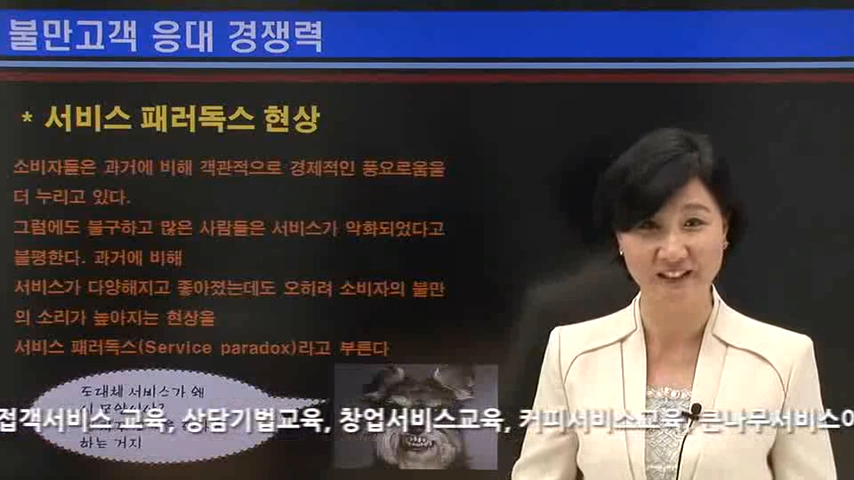 불만고객 응대 경쟁력
* 서비스 패러독스 현상
소비자들은 과거에 비해 객관적으로 경제적인 풍요로움을
더 누리고 있다.
그럼에도 불구하고 많은 사람들은 서비스가 악화되었다고
불평한다. 과거에 비해
서비스가 다양해지고 좋아졌는데도 오히려 소비자의 불만
의 소리가 높아지는 현상을
서비스 패러독스(Service paradox)라고 부른다
도대체 서비스가 왜
접객서비스 교육, 상담기법교육, 창업서비스교육, 커피서비스교육, 큰나무서비스
하는 거지